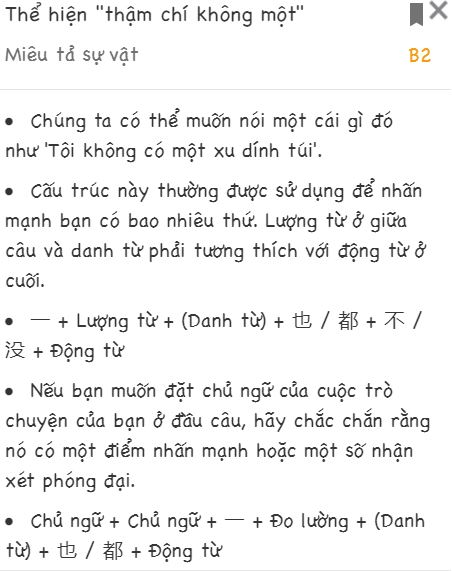 Thể hiện "thậm chí không một"
Miêu tả sự vật
B2
• Chúng ta có thể muốn nói một cái gì đó
như 'Tôi không có một xu dính túi'.
• Cấu trúc này thường được sử dụng để nhấn
mạnh bạn có bao nhiêu thứ. Lượng từ ở giữa
câu và danh từ phải tương thích với động từ ở
cuối.
• 一 + Lượng từ + (Danh từ) + 也 / 都 + 不 /
没 + Động từ
• Nếu bạn muốn đặt chủ ngữ của cuộc trò
chuyện của bạn ở đầu câu, hãy chắc chắn rằng
nó có một điểm nhấn mạnh hoặc một số nhận
xét phóng đại.
• Chủ ngữ + Chủ ngữ + 一 + Đo lường + (Danh
từ) + 也 / 都 + Động từ